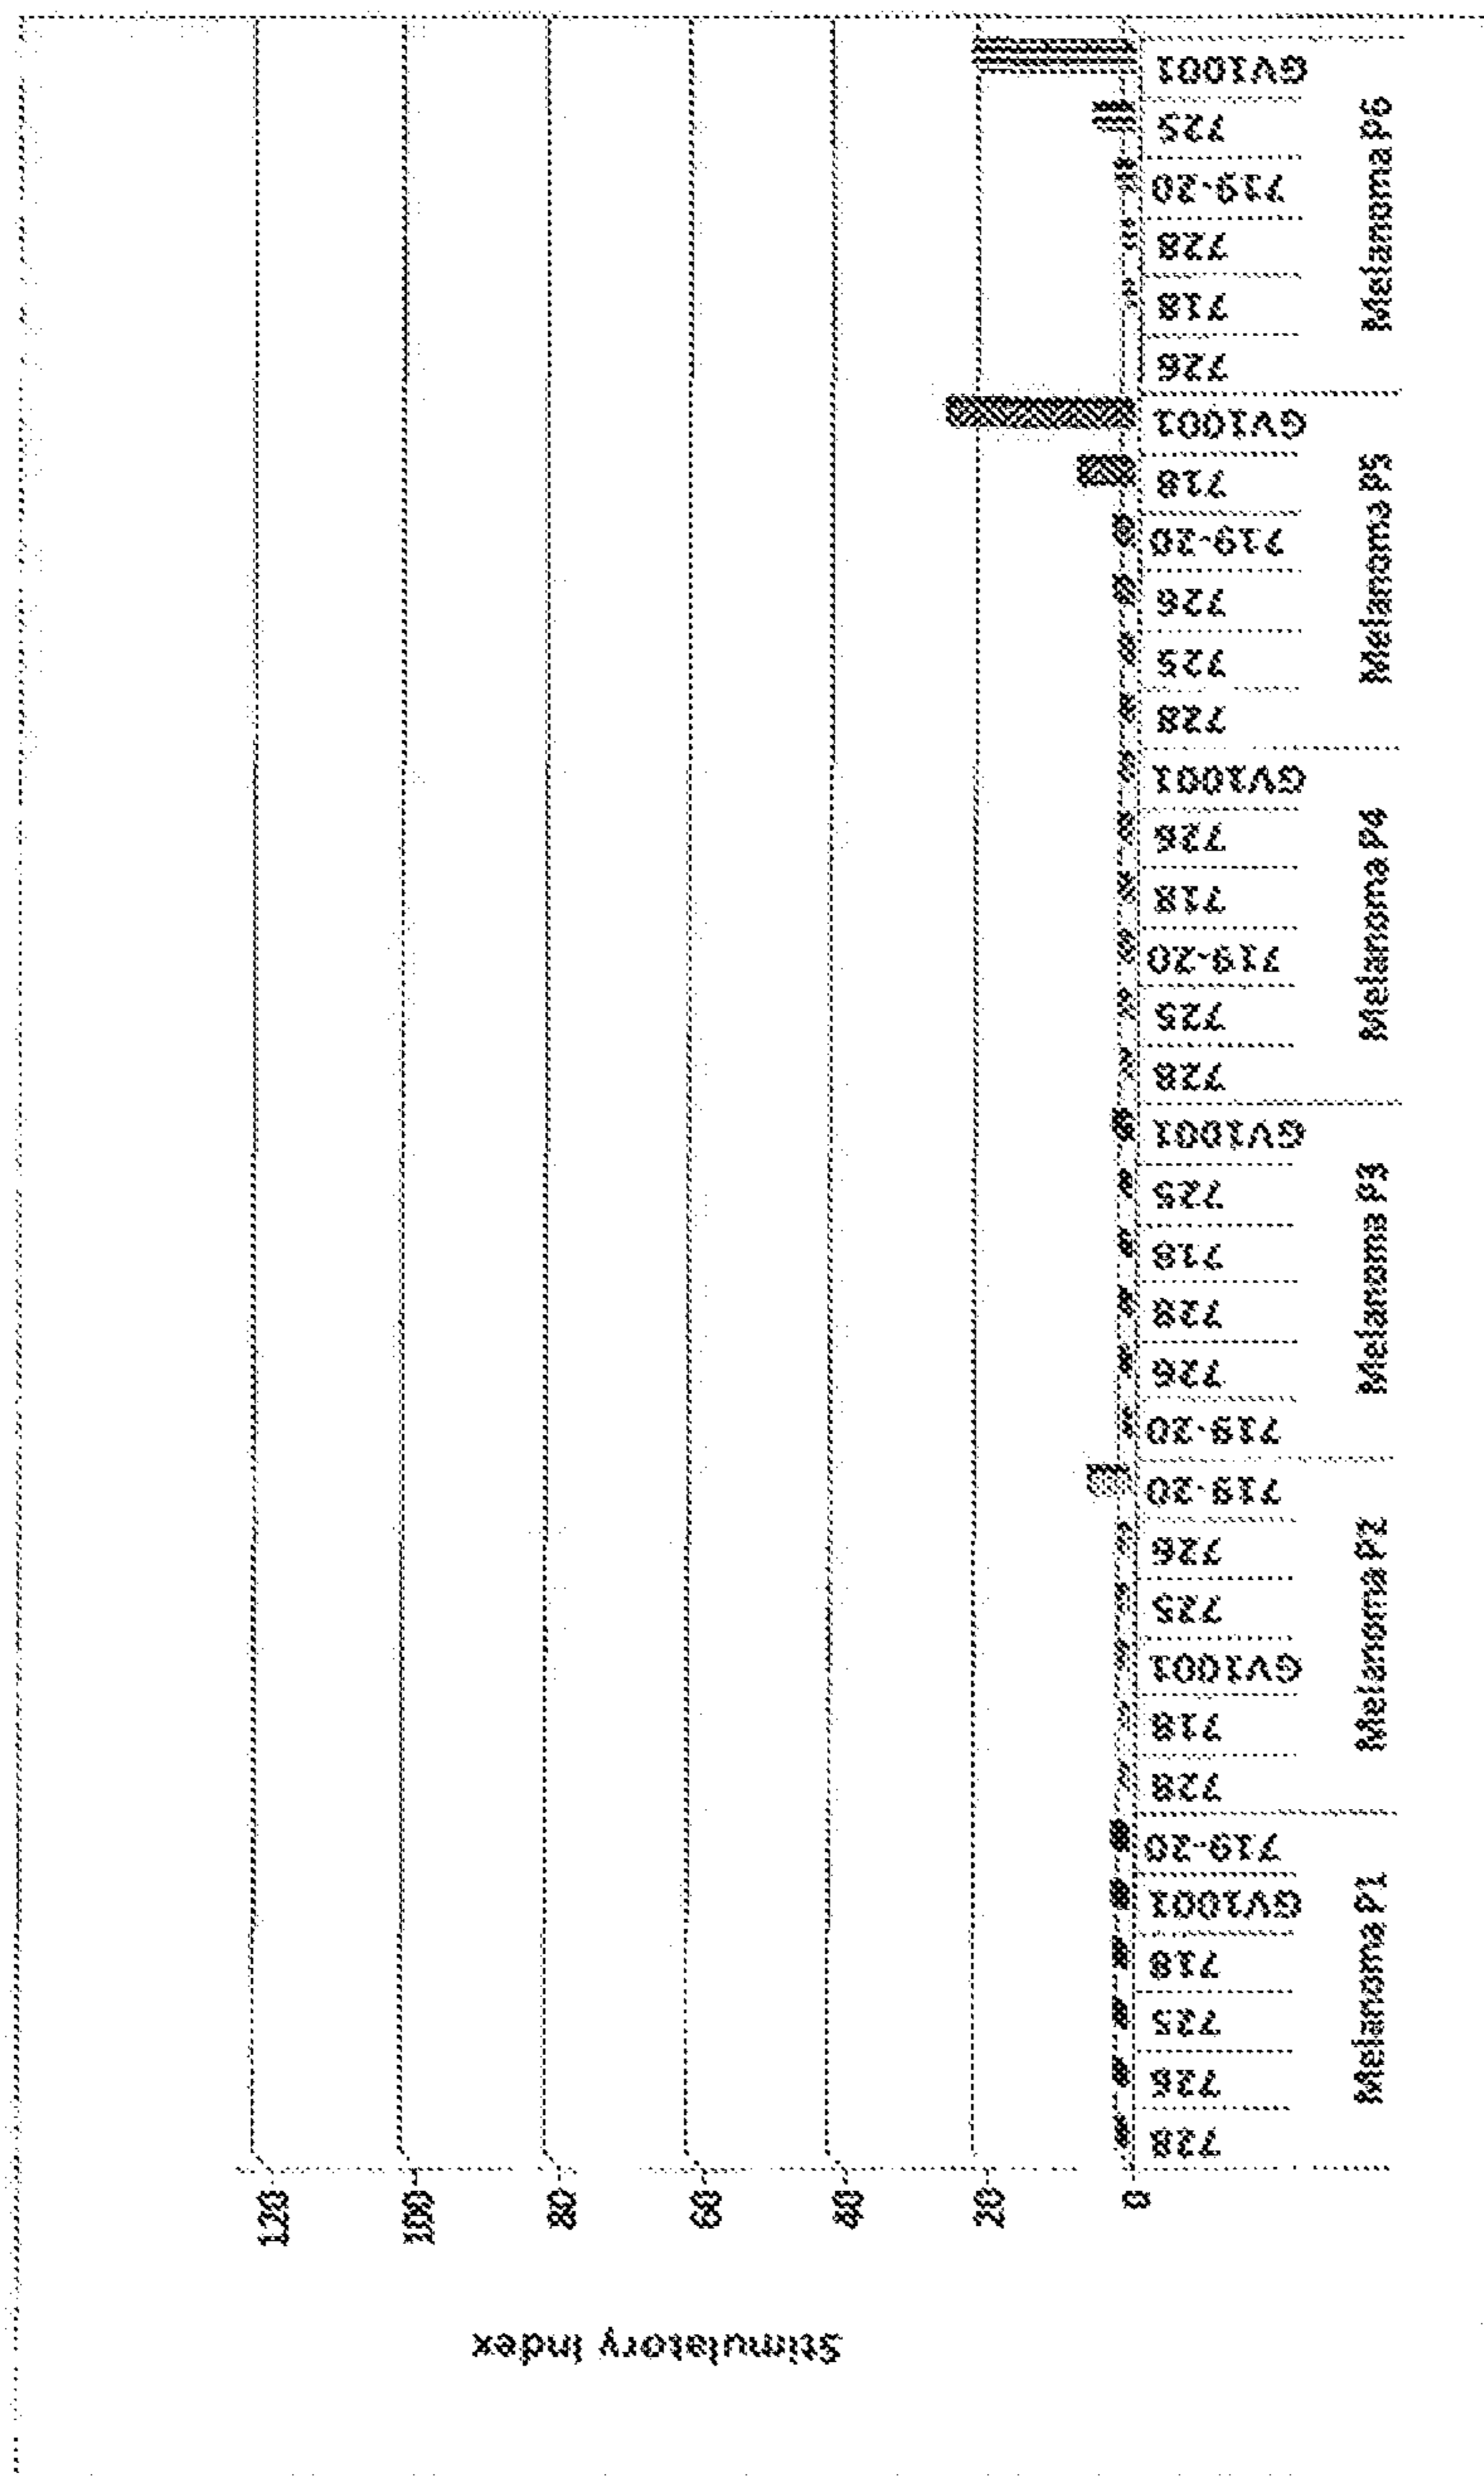 Stimulatory index
120
100
80
60
40
20
0
728
726
725
718
GV1001
719-20
728
718
GV1001
725
726
719-20
719-20
726
728
718
725
GV1001
728
725
719-20
718
726
GV1001
728
725
726
719-20
718
GV1001
726
718
728
719-20
725
GV1001
Melanoma P1
Melanoma P2
Melanoma P3
Melanoma P4
Melanoma P5
Melanoma P6